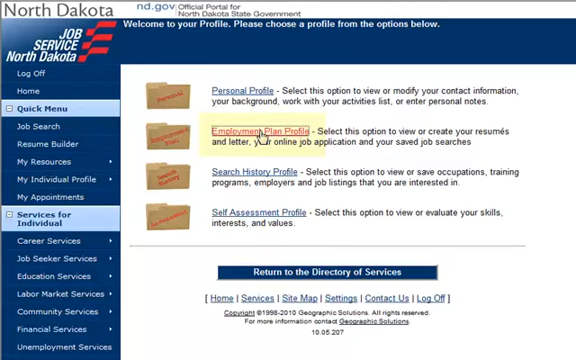 North Dakota
nd.gov
Official Portal for
North Dakota State Government
Welcome to your Profile. Please choose a profile from the options below.
JOB
SERVICE
North Dakota
Log Off
Home
Quick Menu
Job Search
Resume Builder
My Resources
My Individual Profile
My Appointments
Services for
Individual
Career Services
Job Seeker Services
Education Services
Labor Market Services
Community Services
Financial Services
Unemployment Services
Personal
Personal Profile - Select this option to view or modify your contact information,
your background, work with your activities list, or enter personal notes.
Employment Plan Profile - Select this option to view or create your resumés
and letter, your online job application and your saved job searches
Search History Profile - Select this option to view or save occupations, training
programs, employers and job listings that you are interested in.
Self Assessment Profile - Select this option to view or evaluate your skills,
interests, and values.
Return to the Directory of Services
[ Home | Services | Site Map | Settings | Contact Us | Log Off ]
Copyright ©1998-2010 Geographic Solutions. All rights reserved.
For more information contact Geographic Solutions.
10.05.207